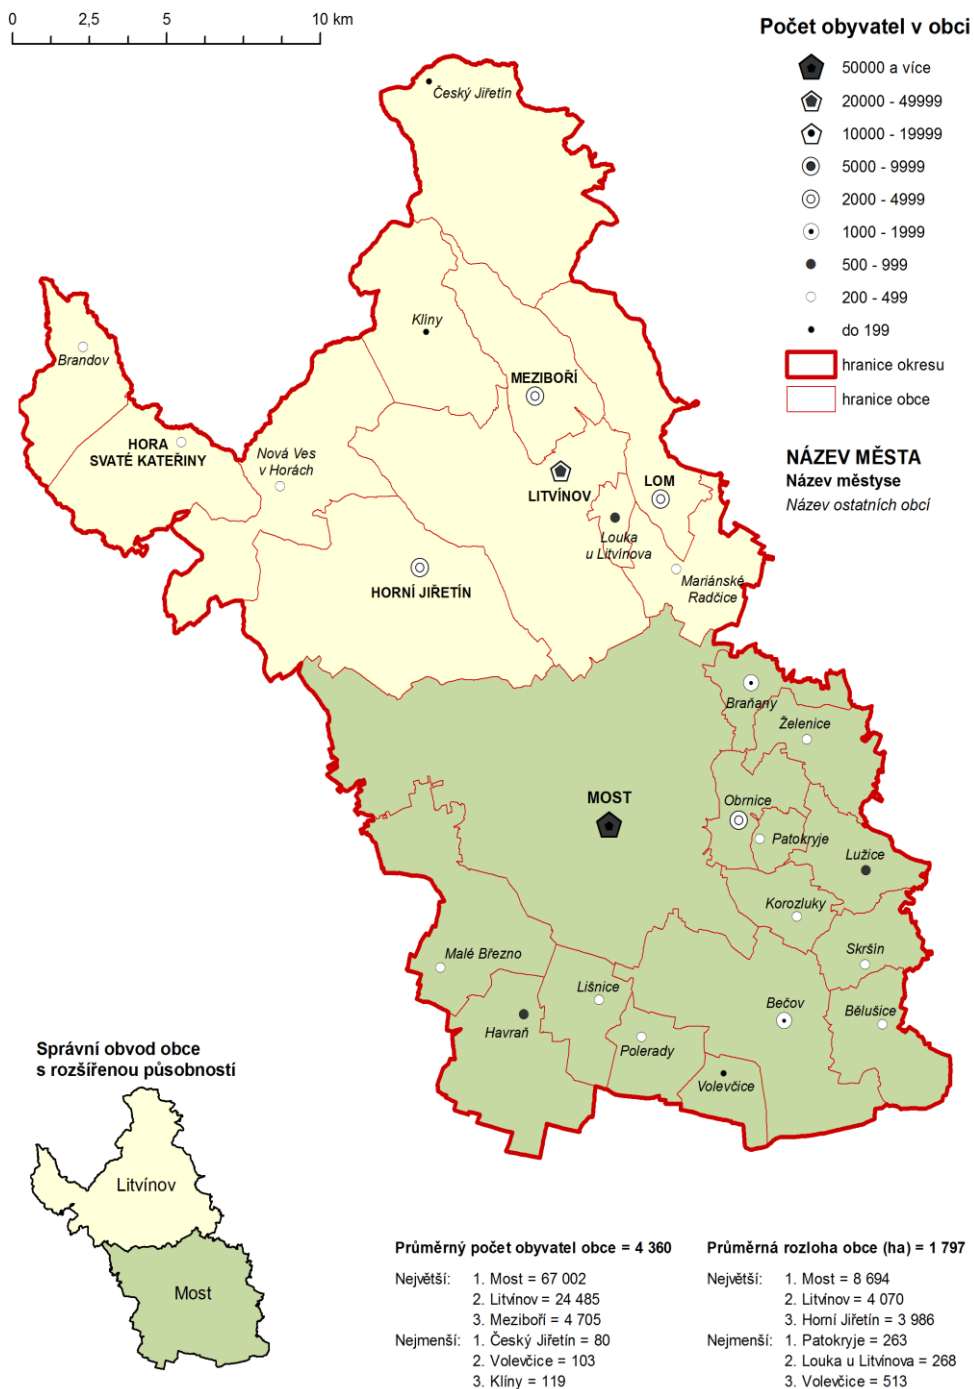 0
2,5
5
10 km
Počet obyvatel v obci
50000 a více
20000 - 49999
10000 - 19999
5000 - 9999
2000 - 4999
1000 - 1999
500 - 999
200 - 499
do 199
hranice okresu
hranice obce
NÁZEV MĚSTA
Název městyse
Název ostatních obcí
Český Jiřetín
Klíny
Brandov
MEZIBOŘÍ
HORA
SVATÉ KATEŘINY
Nová Ves
v Horách
LITVÍNOV
LOM
Louka
u Litvínova
HORNÍ JIŘETÍN
Mariánské
Radčice
Braňany
Želenice
MOST
Obrnice
Patokryje
Lužice
Korozluky
Malé Březno
Skršín
Lišnice
Bečov
Bělušice
Havraň
Polerady
Volevčice
Správní obvod obce
s rozšířenou působností
Litvínov
Most
Průměrný počet obyvatel obce = 4 360
Největší: 1. Most = 67 002
2. Litvínov = 24 485
3. Meziboří = 4 705
Nejmenší: 1. Český Jiřetín = 80
2. Volevčice = 103
3. Klíny = 119
Průměrná rozloha obce (ha) = 1 797
Největší: 1. Most = 8 694
2. Litvínov = 4 070
3. Horní Jiřetín = 3 986
Nejmenší: 1. Patokryje = 263
2. Louka u Litvínova = 268
3. Volevčice = 513